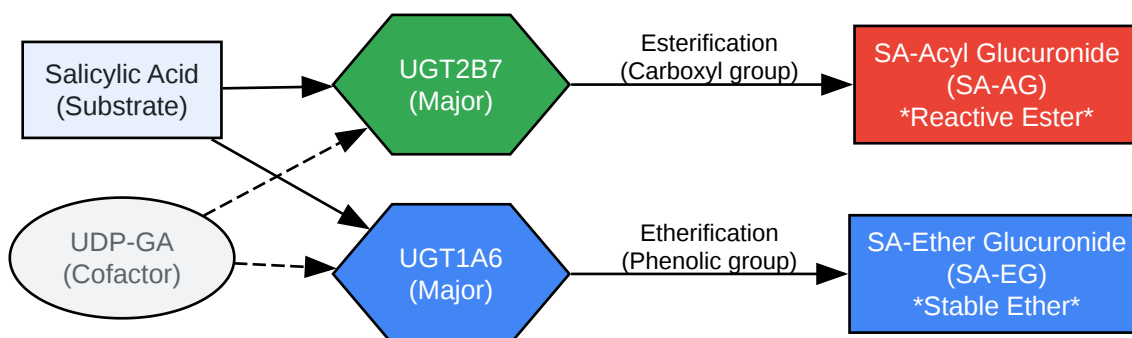 Salicylic Acid
(Substrate)
UGT2B7
(Major)
Esterification
(Carboxyl group)
SA-Acyl Glucuronide
(SA-AG)
*Reactive Ester*
UDP-GA
(Cofactor)
UGT1A6
(Major)
Etherification
(Phenolic group)
SA-Ether Glucuronide
(SA-EG)
*Stable Ether*